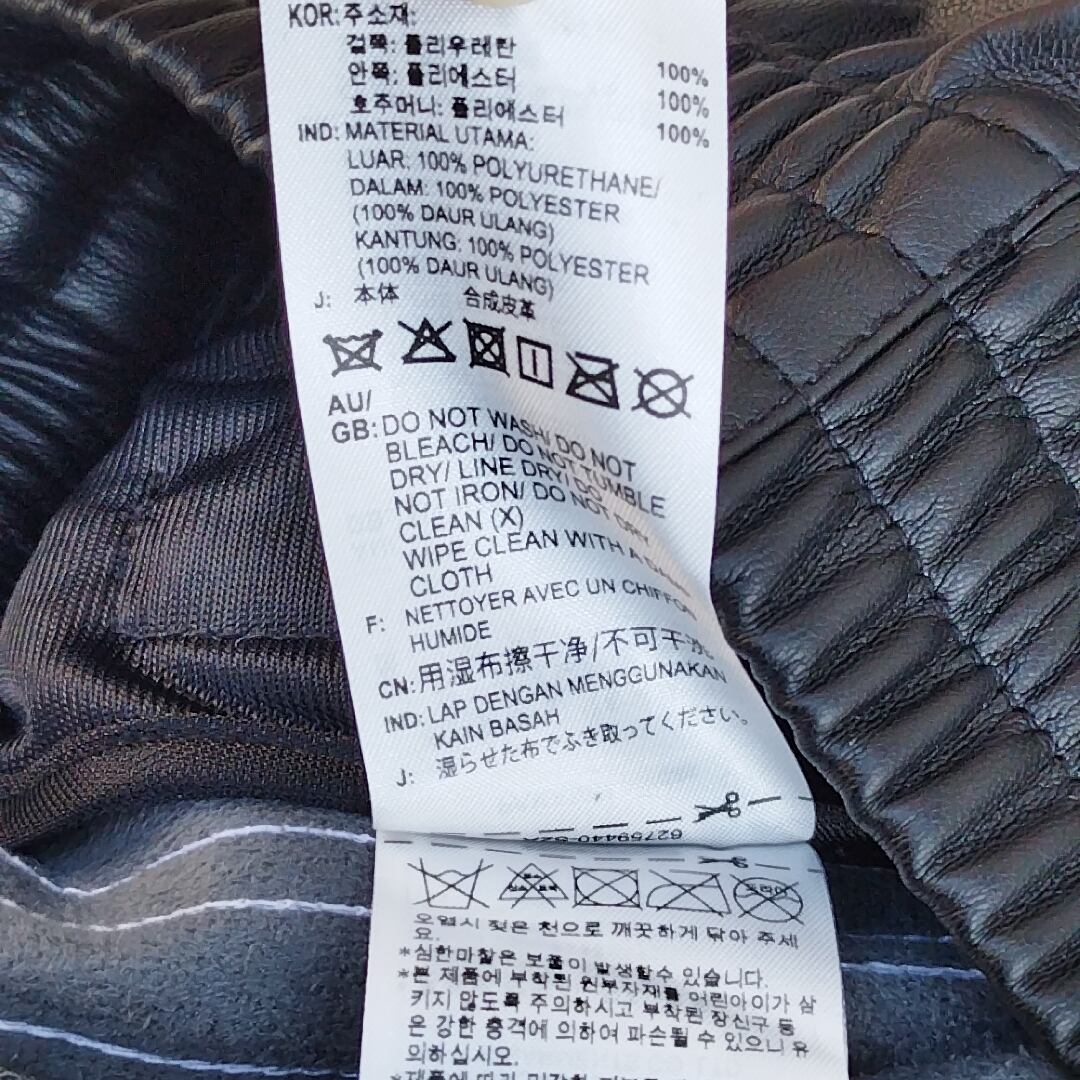 KOR: 주소재:
겉쪽: 폴리우레탄 100%
안쪽: 폴리에스터 100%
호주머니: 폴리에스터 100%
IND: MATERIAL UTAMA:
LUAR: 100% POLYURETHANE/
DALAM: 100% POLYESTER
(100% DAUR ULANG)
KANTUNG: 100% POLYESTER
(100% DAUR ULANG)
J: 本体 合成皮革
AU/
GB: DO NOT WASH/ DO NOT
BLEACH/ DO NOT TUMBLE
DRY/ LINE DRY/ DO
NOT IRON/ DO NOT DRY
CLEAN (X)
WIPE CLEAN WITH A DAMP
CLOTH
F: NETTOYER AVEC UN CHIFFON
HUMIDE
CN: 用湿布擦干净/不可干洗
IND: LAP DENGAN MENGGUNAKAN
KAIN BASAH
J: 湿らせた布でふき取ってください。
오염시 젖은 천으로 깨끗하게 닦아 주세
요.
*심한마찰은 보풀이 발생할수 있습니다.
*본 제품에 부착된 원부자재를 어린아이가 삼
키지 않도록 주의하시고 부착된 장신구 등
은 강한 충격에 의하여 파손될수 있으니 유
의하십시오.